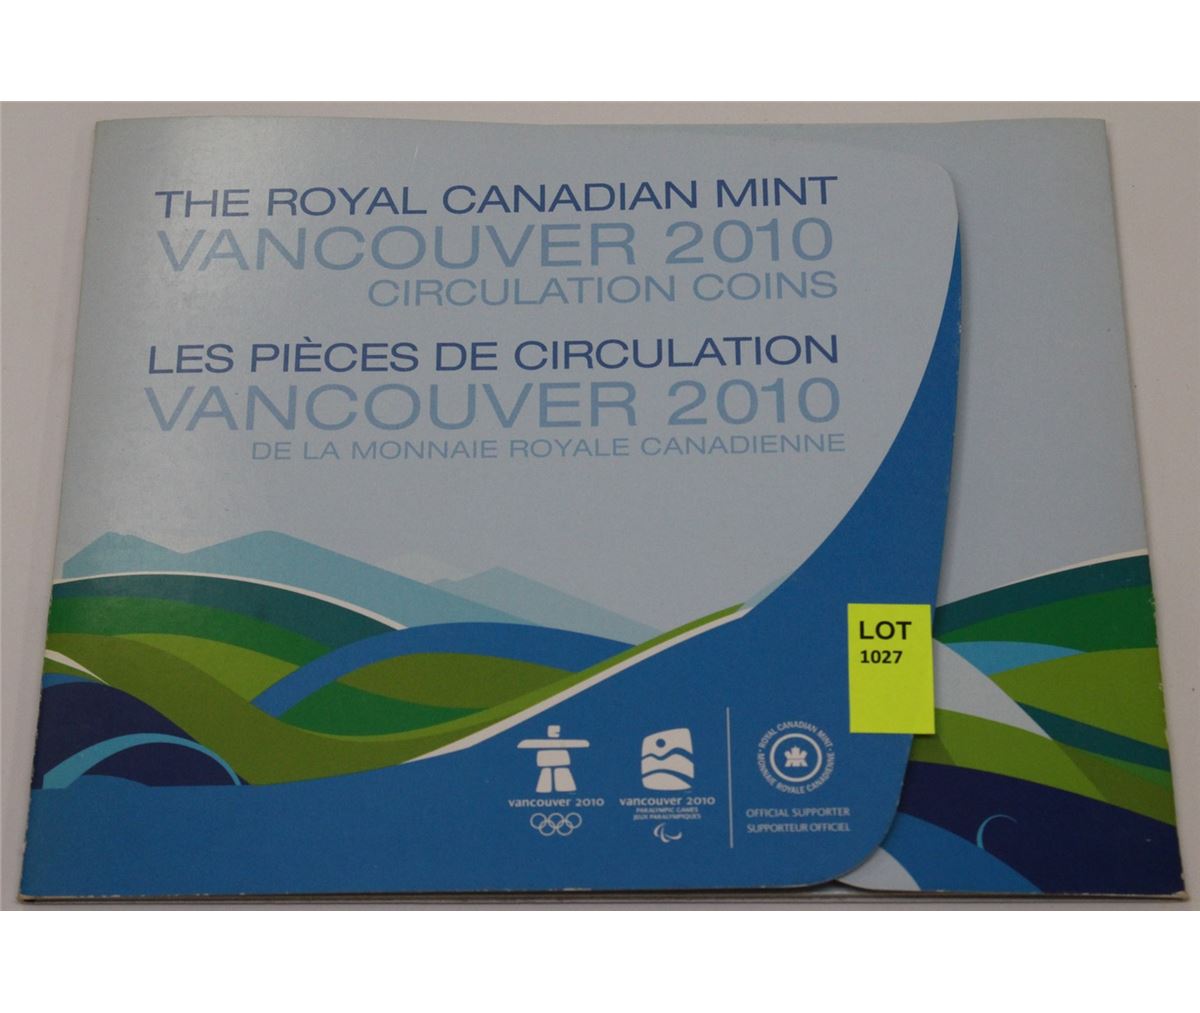 THE ROYAL CANADIAN MINT
VANCOUVER 2010
CIRCULATION COINS
LES PIÈCES DE CIRCULATION
VANCOUVER 2010
DE LA MONNAIE ROYALE CANADIENNE
LOT
1027
vancouver 2010
vancouver 2010
PARALYMPIC GAMES
JEUX PARALYMPIQUES
ROYAL CANADIAN MINT
MONNAIE ROYALE CANADIENNE
OFFICIAL SUPPORTER
SUPPORTEUR OFFICIEL